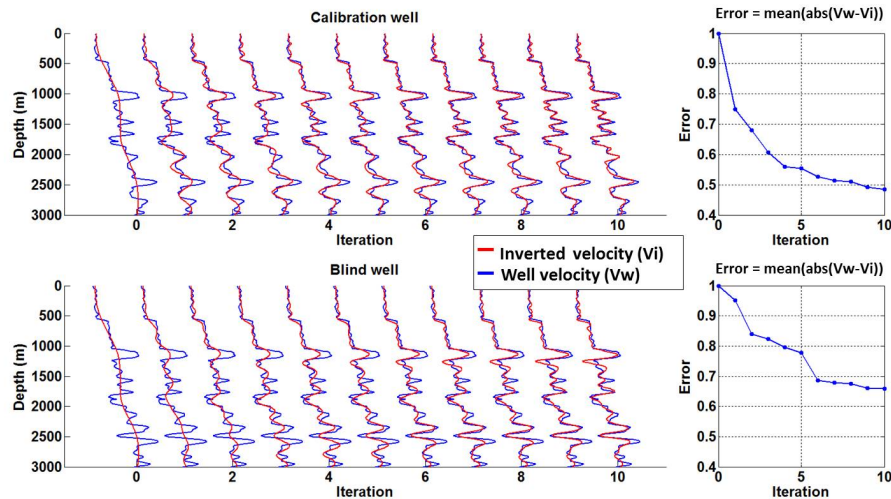 Calibration well
Error = mean(abs(Vw-Vi))
0
500
1000
1500
2000
2500
3000
Depth (m)
0 2 4 6 8 10
Iteration
1
0.9
0.8
0.7
0.6
0.5
0.4
Error
0 5 10
Iteration
Inverted velocity (Vi)
Well velocity (Vw)
Blind well
Error = mean(abs(Vw-Vi))
0
500
1000
1500
2000
2500
3000
Depth (m)
0 2 4 6 8 10
Iteration
1
0.9
0.8
0.7
0.6
0.5
0.4
Error
0 5 10
Iteration